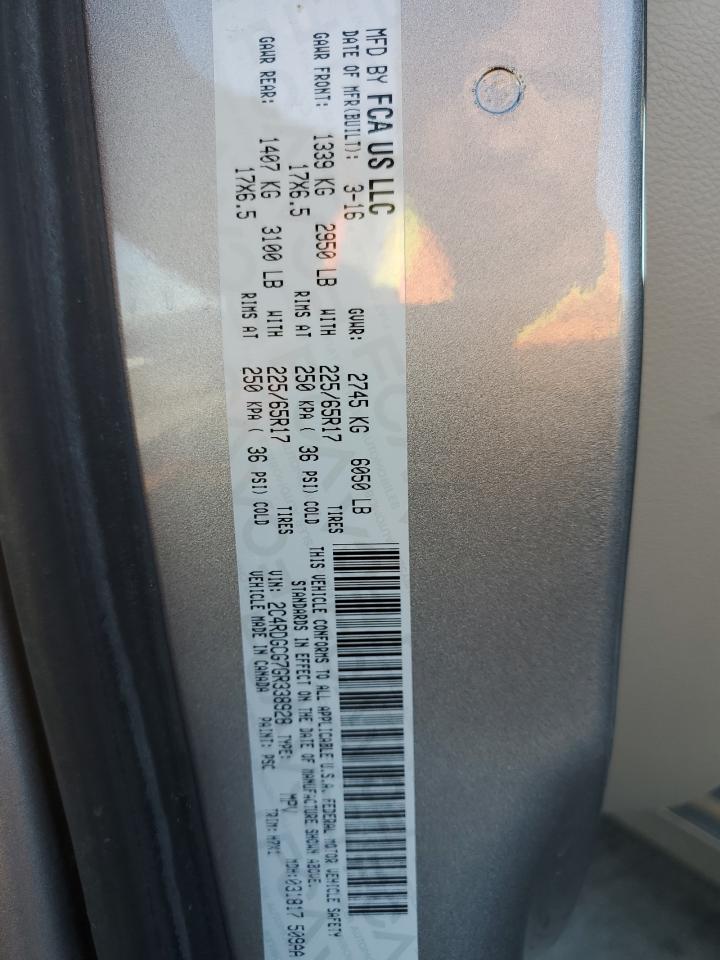 MFD BY FCA US LLC
DATE OF MFR(BUILT): 3-16 GVWR: 2745 KG 6050 LB
GAWR FRONT: 1339 KG 2950 LB WITH 225/65R17 TIRES
17X6.5 RIMS AT 250 KPA ( 36 PSI) COLD
GAWR REAR: 1407 KG 3100 LB WITH 225/65R17 TIRES
17X6.5 RIMS AT 250 KPA ( 36 PSI) COLD
THIS VEHICLE CONFORMS TO ALL APPLICABLE U.S.A. FEDERAL MOTOR VEHICLE SAFETY
STANDARDS IN EFFECT ON THE DATE OF MANUFACTURE SHOWN ABOVE.
VIN: 2C4RDGCG7GR338928 TYPE: MPV MDH:031817 509AA
VEHICLE MADE IN CANADA PAINT: PSC TRIM: